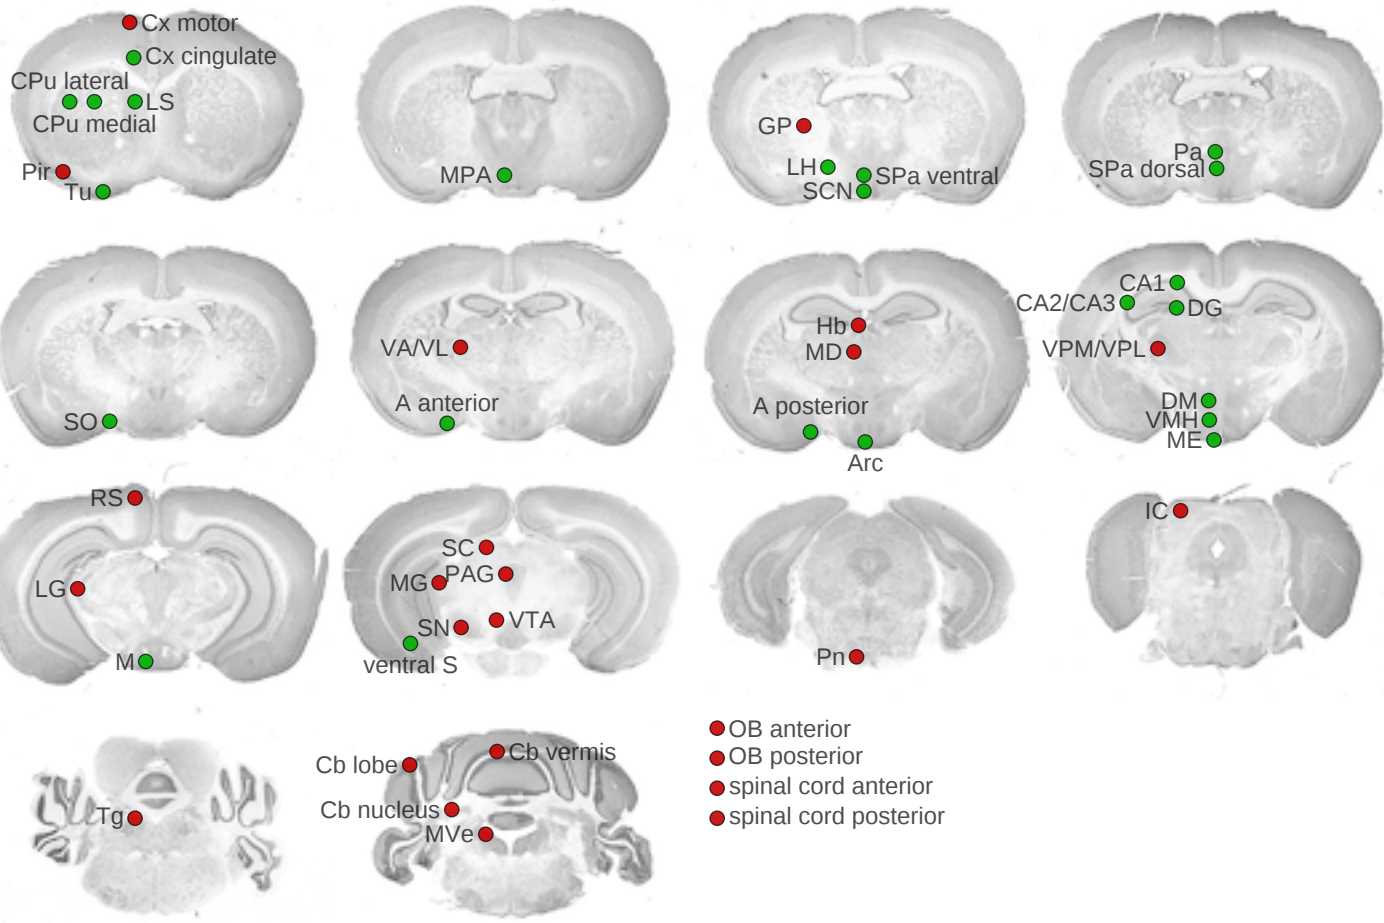 Cx motor
Cx cingulate
CPu lateral
LS
CPu medial
Pir
Tu
MPA
GP
LH
SPa ventral
SCN
Pa
SPa dorsal
SO
VA/VL
A anterior
Hb
MD
A posterior
Arc
CA1
CA2/CA3
DG
VPM/VPL
DM
VMH
ME
RS
LG
M
SC
MG
PAG
SN
VTA
ventral S
Pn
IC
Tg
Cb lobe
Cb vermis
Cb nucleus
MVe
OB anterior
OB posterior
spinal cord anterior
spinal cord posterior